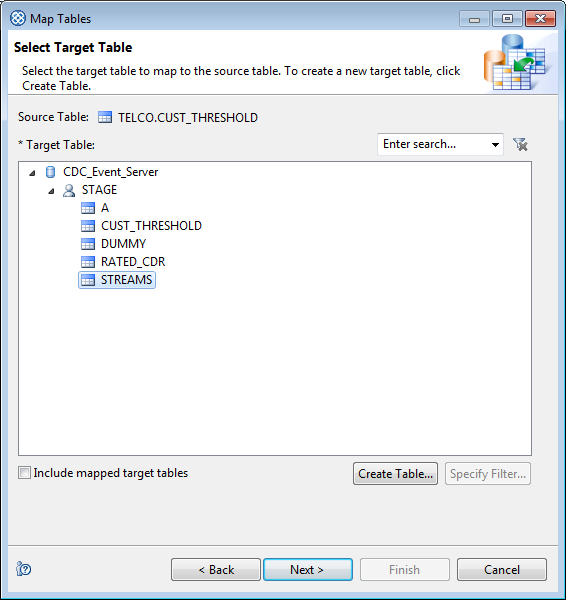 Map Tables
Select Target Table
Select the target table to map to the source table. To create a new target table, click
Create Table.
Source Table: TELCO.CUST_THRESHOLD
* Target Table:
Enter search...
CDC_Event_Server
STAGE
A
CUST_THRESHOLD
DUMMY
RATED_CDR
STREAMS
Include mapped target tables
Create Table...
Specify Filter...
< Back
Next >
Finish
Cancel